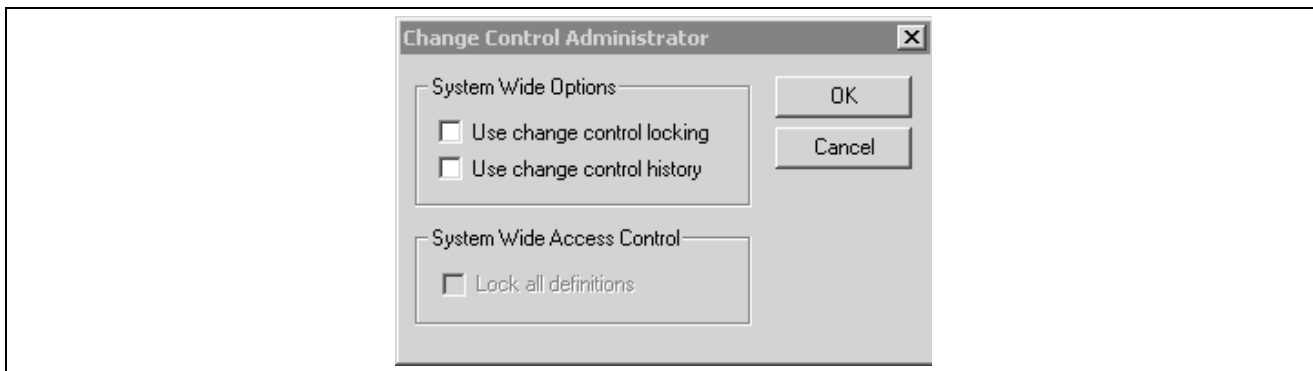 Change Control Administrator
System Wide Options
Use change control locking
Use change control history
OK
Cancel
System Wide Access Control
Lock all definitions